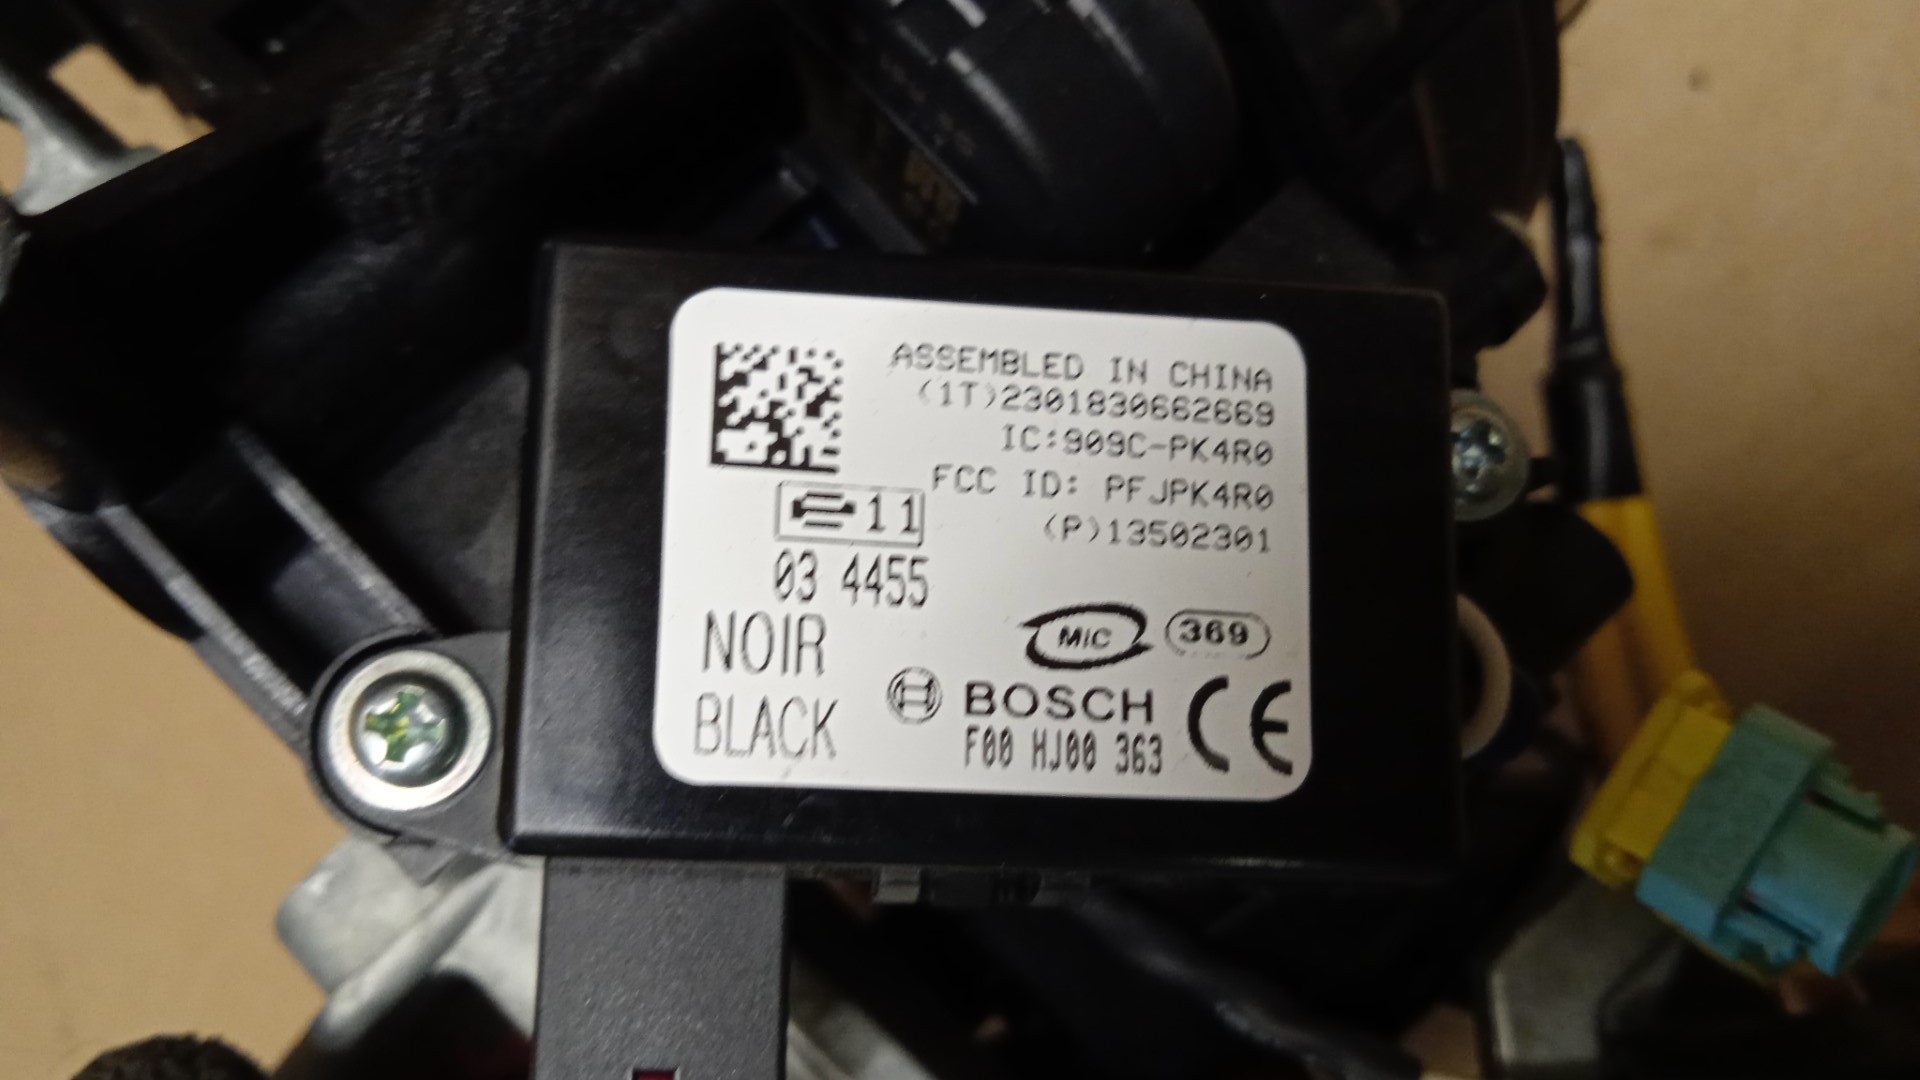 ASSEMBLED IN CHINA
(1T)2301830662669
IC:909C-PK4R0
FCC ID: PFJPK4R0
(P)13502301
11
03 4455
NOIR
BLACK
MiC 369
BOSCH
F00 HJ00 363
CE